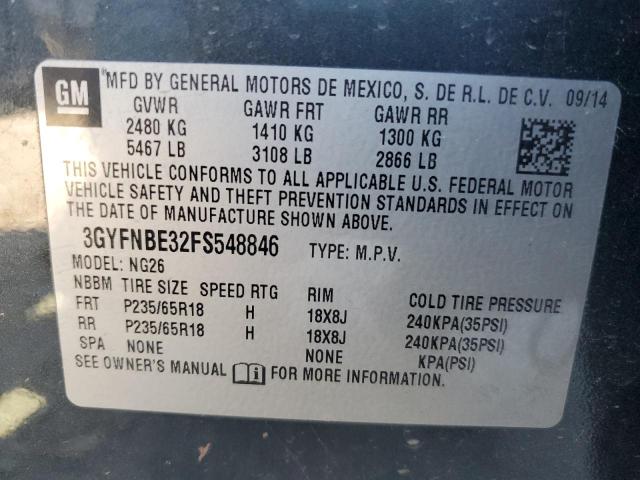 GM
® MFD BY GENERAL MOTORS DE MEXICO, S. DE R.L. DE C.V. 09/14
GVWR GAWR FRT GAWR RR
2480 KG 1410 KG 1300 KG
5467 LB 3108 LB 2866 LB
THIS VEHICLE CONFORMS TO ALL APPLICABLE U.S. FEDERAL MOTOR
VEHICLE SAFETY AND THEFT PREVENTION STANDARDS IN EFFECT ON
THE DATE OF MANUFACTURE SHOWN ABOVE.
3GYFNBE32FS548846 TYPE: M.P.V.
MODEL: NG26
NBBM TIRE SIZE SPEED RTG RIM COLD TIRE PRESSURE
FRT P235/65R18 H 18X8J 240KPA(35PSI)
RR P235/65R18 H 18X8J 240KPA(35PSI)
SPA NONE NONE KPA(PSI)
SEE OWNER'S MANUAL i FOR MORE INFORMATION.